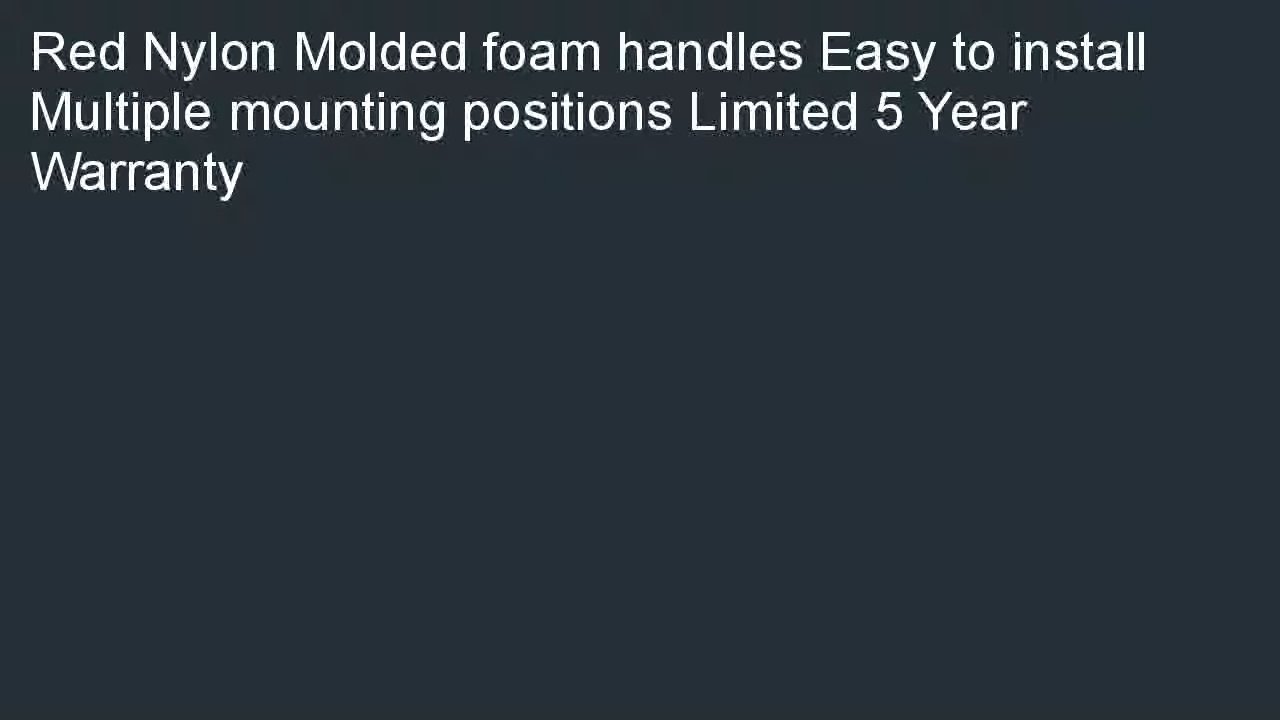 Red Nylon Molded foam handles Easy to install
Multiple mounting positions Limited 5 Year
Warranty